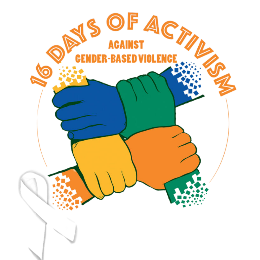 16 DAYS OF ACTIVISM
AGAINST
GENDER-BASED VIOLENCE